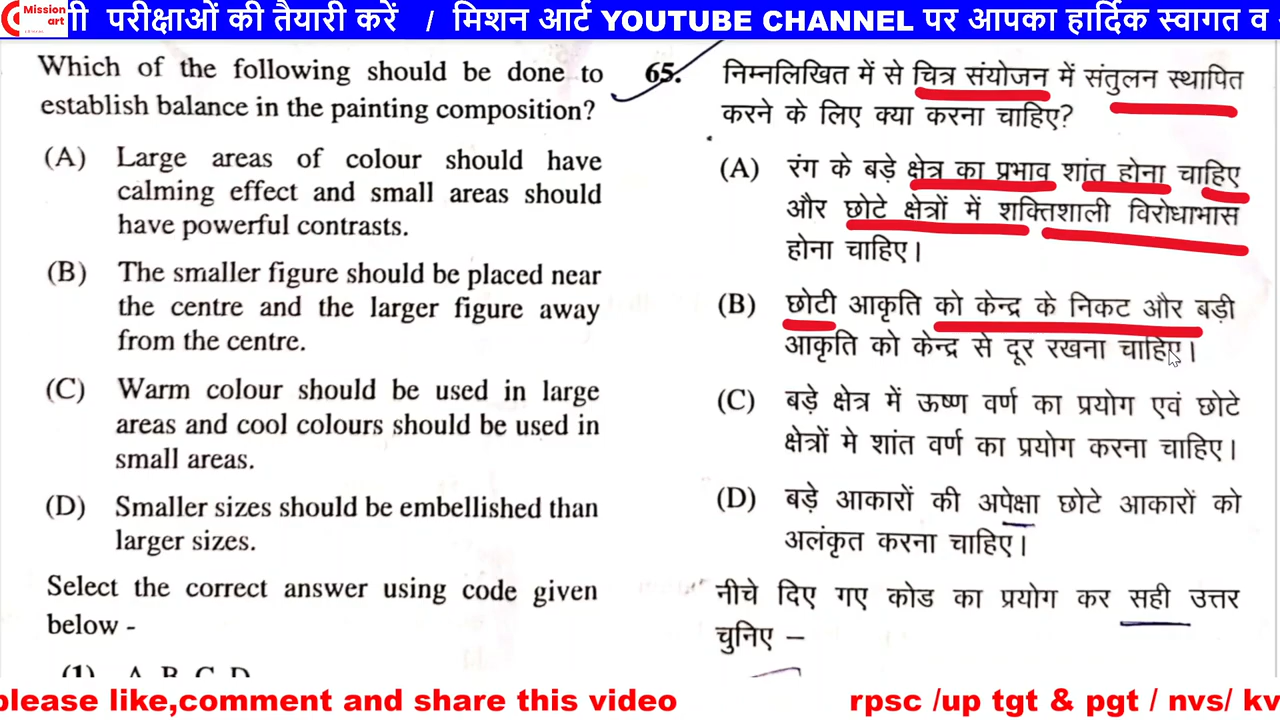 Mission
art
गी परीक्षाओं की तैयारी करें / मिशन आर्ट YOUTUBE CHANNEL पर आपका हार्दिक स्वागत व
Which of the following should be done to
establish balance in the painting composition?
(A) Large areas of colour should have
calming effect and small areas should
have powerful contrasts.
(B) The smaller figure should be placed near
the centre and the larger figure away
from the centre.
(C) Warm colour should be used in large
areas and cool colours should be used in
small areas.
(D) Smaller sizes should be embellished than
larger sizes.
Select the correct answer using code given
below -
(1) A B C D
65. निम्नलिखित में से चित्र संयोजन में संतुलन स्थापित
करने के लिए क्या करना चाहिए?
(A) रंग के बड़े क्षेत्र का प्रभाव शांत होना चाहिए
और छोटे क्षेत्रों में शक्तिशाली विरोधाभास
होना चाहिए।
(B) छोटी आकृति को केन्द्र के निकट और बड़ी
आकृति को केन्द्र से दूर रखना चाहिए।
(C) बड़े क्षेत्र में ऊष्ण वर्ण का प्रयोग एवं छोटे
क्षेत्रों मे शांत वर्ण का प्रयोग करना चाहिए।
(D) बड़े आकारों की अपेक्षा छोटे आकारों को
अलंकृत करना चाहिए।
नीचे दिए गए कोड का प्रयोग कर सही उत्तर
चुनिए –
please like,comment and share this video rpsc /up tgt & pgt / nvs/ kv